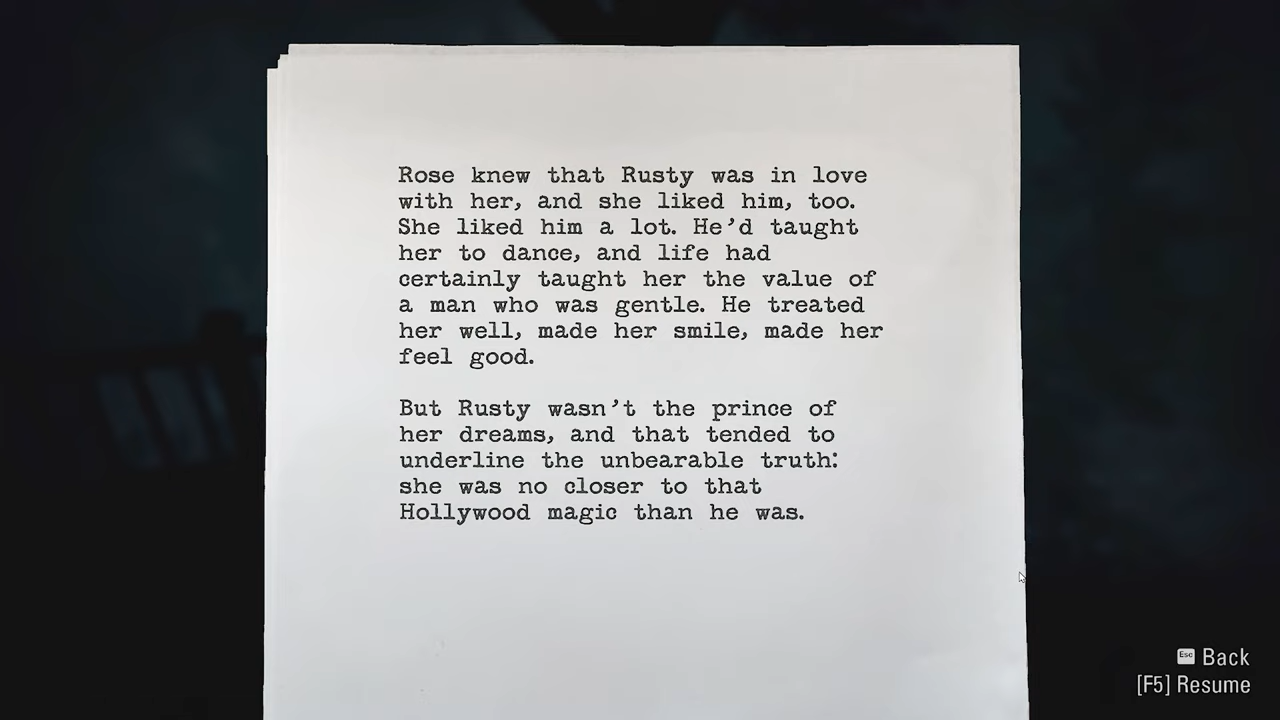 Rose knew that Rusty was in love
with her, and she liked him, too.
She liked him a lot. He’d taught
her to dance, and life had
certainly taught her the value of
a man who was gentle. He treated
her well, made her smile, made her
feel good.
But Rusty wasn’t the prince of
her dreams, and that tended to
underline the unbearable truth:
she was no closer to that
Hollywood magic than he was.
Esc Back
[F5] Resume